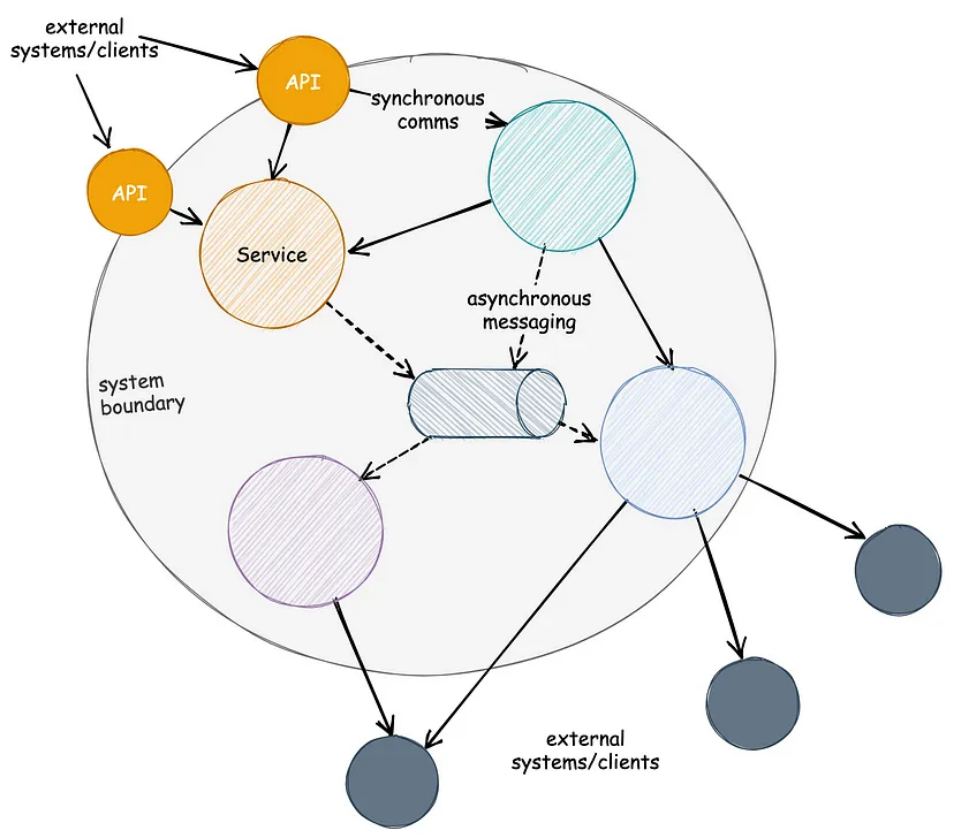 external
systems/clients
API
synchronous
comms
API
Service
asynchronous
messaging
system
boundary
external
systems/clients